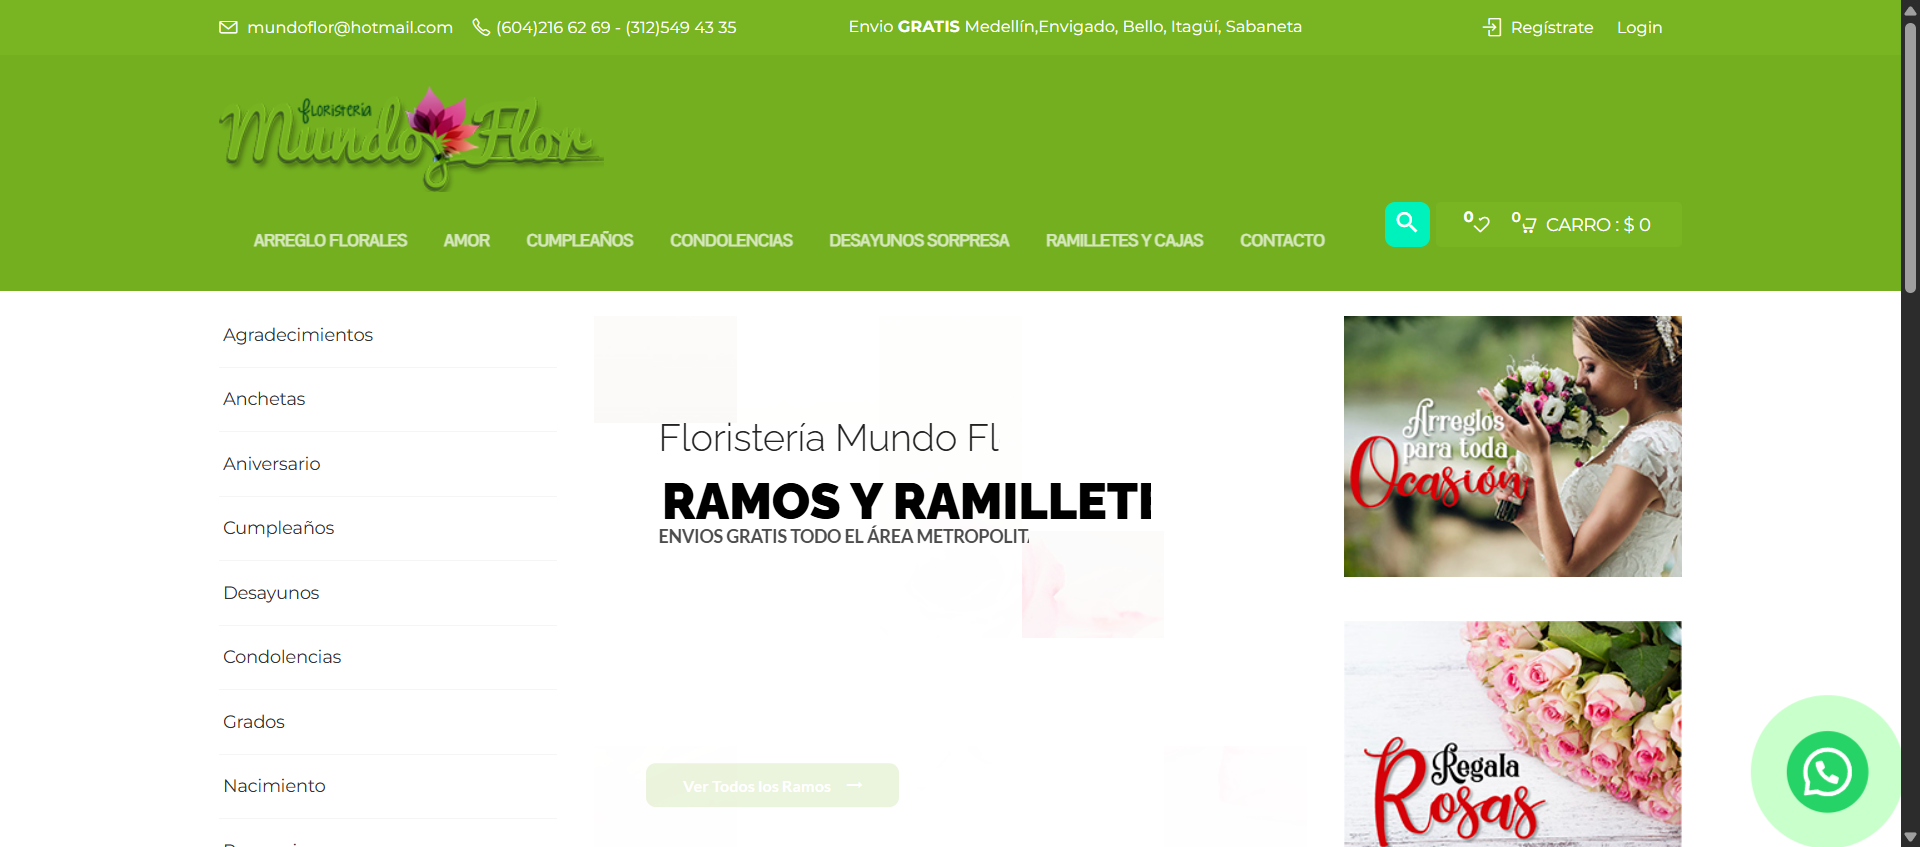 mundoflor@hotmail.com (604)216 62 69 - (312)549 43 35 Envio GRATIS Medellín,Envigado, Bello, Itagüí, Sabaneta Regístrate Login
FLORISTERÍA
Mundo Flor
ARREGLO FLORALES AMOR CUMPLEAÑOS CONDOLENCIAS DESAYUNOS SORPRESA RAMILLETES Y CAJAS CONTACTO
0 0 CARRO : $ 0
Agradecimientos
Anchetas
Aniversario
Cumpleaños
Desayunos
Condolencias
Grados
Nacimiento
Floristería Mundo Fl
RAMOS Y RAMILLETE
ENVIOS GRATIS TODO EL ÁREA METROPOLIT
Ver Todos los Ramos
Arreglos
para toda
Ocasión
Regala
Rosas